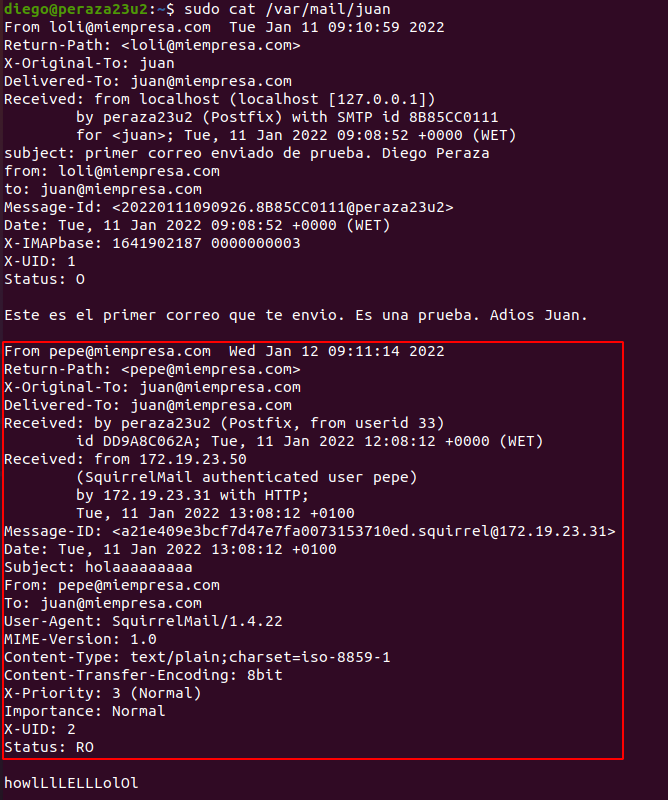 diego@peraza23u2:~$ sudo cat /var/mail/juan
From loli@miempresa.com  Tue Jan 11 09:10:59 2022
Return-Path: <loli@miempresa.com>
X-Original-To: juan
Delivered-To: juan@miempresa.com
Received: from localhost (localhost [127.0.0.1])
        by peraza23u2 (Postfix) with SMTP id 8B85CC0111
        for <juan>; Tue, 11 Jan 2022 09:08:52 +0000 (WET)
subject: primer correo enviado de prueba. Diego Peraza
from: loli@miempresa.com
to: juan@miempresa.com
Message-Id: <20220111090926.8B85CC0111@peraza23u2>
Date: Tue, 11 Jan 2022 09:08:52 +0000 (WET)
X-IMAPbase: 1641902187 0000000003
X-UID: 1
Status: O

Este es el primer correo que te envio. Es una prueba. Adios Juan.

From pepe@miempresa.com  Wed Jan 12 09:11:14 2022
Return-Path: <pepe@miempresa.com>
X-Original-To: juan@miempresa.com
Delivered-To: juan@miempresa.com
Received: by peraza23u2 (Postfix, from userid 33)
        id DD9A8C062A; Tue, 11 Jan 2022 12:08:12 +0000 (WET)
Received: from 172.19.23.50
        (SquirrelMail authenticated user pepe)
        by 172.19.23.31 with HTTP;
        Tue, 11 Jan 2022 13:08:12 +0100
Message-ID: <a21e409e3bcf7d47e7fa0073153710ed.squirrel@172.19.23.31>
Date: Tue, 11 Jan 2022 13:08:12 +0100
Subject: holaaaaaaaaa
From: pepe@miempresa.com
To: juan@miempresa.com
User-Agent: SquirrelMail/1.4.22
MIME-Version: 1.0
Content-Type: text/plain;charset=iso-8859-1
Content-Transfer-Encoding: 8bit
X-Priority: 3 (Normal)
Importance: Normal
X-UID: 2
Status: RO

howlLlLELLLolOl